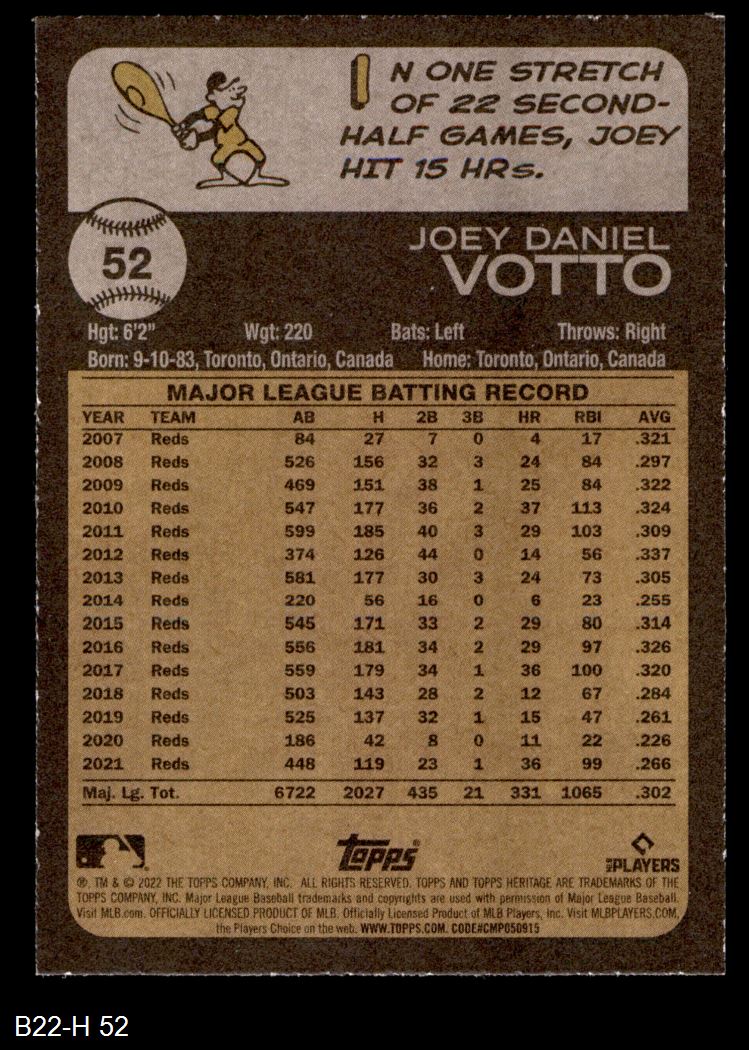 IN ONE STRETCH
OF 22 SECOND-
HALF GAMES, JOEY
HIT 15 HRs.
52
JOEY DANIEL
VOTTO
Hgt: 6'2" Wgt: 220 Bats: Left Throws: Right
Born: 9-10-83, Toronto, Ontario, Canada Home: Toronto, Ontario, Canada
MAJOR LEAGUE BATTING RECORD
YEAR TEAM AB H 2B 3B HR RBI AVG
2007 Reds 84 27 7 0 4 17 .321
2008 Reds 526 156 32 3 24 84 .297
2009 Reds 469 151 38 1 25 84 .322
2010 Reds 547 177 36 2 37 113 .324
2011 Reds 599 185 40 3 29 103 .309
2012 Reds 374 126 44 0 14 56 .337
2013 Reds 581 177 30 3 24 73 .305
2014 Reds 220 56 16 0 6 23 .255
2015 Reds 545 171 33 2 29 80 .314
2016 Reds 556 181 34 2 29 97 .326
2017 Reds 559 179 34 1 36 100 .320
2018 Reds 503 143 28 2 12 67 .284
2019 Reds 525 137 32 1 15 47 .261
2020 Reds 186 42 8 0 11 22 .226
2021 Reds 448 119 23 1 36 99 .266
Maj. Lg. Tot. 6722 2027 435 21 331 1065 .302
Topps®
MLB PLAYERS
®, TM & © 2022 THE TOPPS COMPANY, INC. ALL RIGHTS RESERVED. TOPPS AND TOPPS HERITAGE ARE TRADEMARKS OF THE
TOPPS COMPANY, INC. Major League Baseball trademarks and copyrights are used with permission of Major League Baseball.
Visit MLB.com. OFFICIALLY LICENSED PRODUCT OF MLB. Officially Licensed Product of MLB Players, Inc. Visit MLBPLAYERS.COM,
the Players Choice on the web. WWW.TOPPS.COM. CODE#CMP050915
B22-H 52